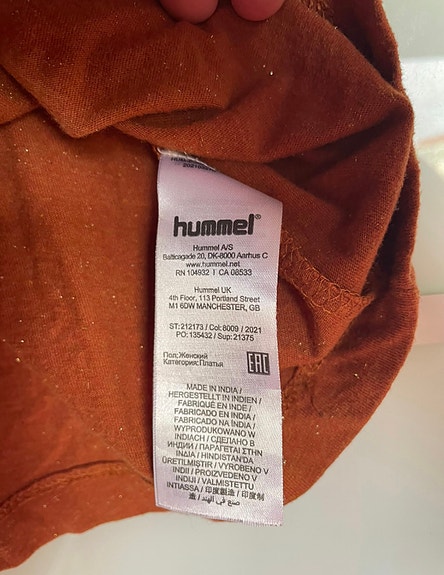 hummel®
Hummel A/S
Balticagade 20, DK-8000 Aarhus C
www.hummel.net
RN 104932 I CA 08533
Hummel UK
4th Floor, 113 Portland Street
M1 6DW MANCHESTER, GB
ST:212173 / Col:8009 / 2021
PO:135432 / Sup:21375
Пол:Женский
Категория:Платья
EAC
MADE IN INDIA /
HERGESTELLT IN INDIEN /
FABRIQUÉ EN INDE /
FABRICADO EN INDIA /
FABRICADO NA ÍNDIA /
WYPRODUKOWANO W
INDIACH / СДЕЛАНО В
ИНДИИ / ΠΑΡΑΓΕΤΑΙ ΣΤΗΝ
ΙΝΔΙΑ / HINDISTAN'DA
ÜRETILMIŞTIR / VYROBENO V
INDII / PROIZVEDENO V
INDIJI / VALMISTETTU
INTIASSA / 印度製造 / 印度制
造 / صنع في الهند